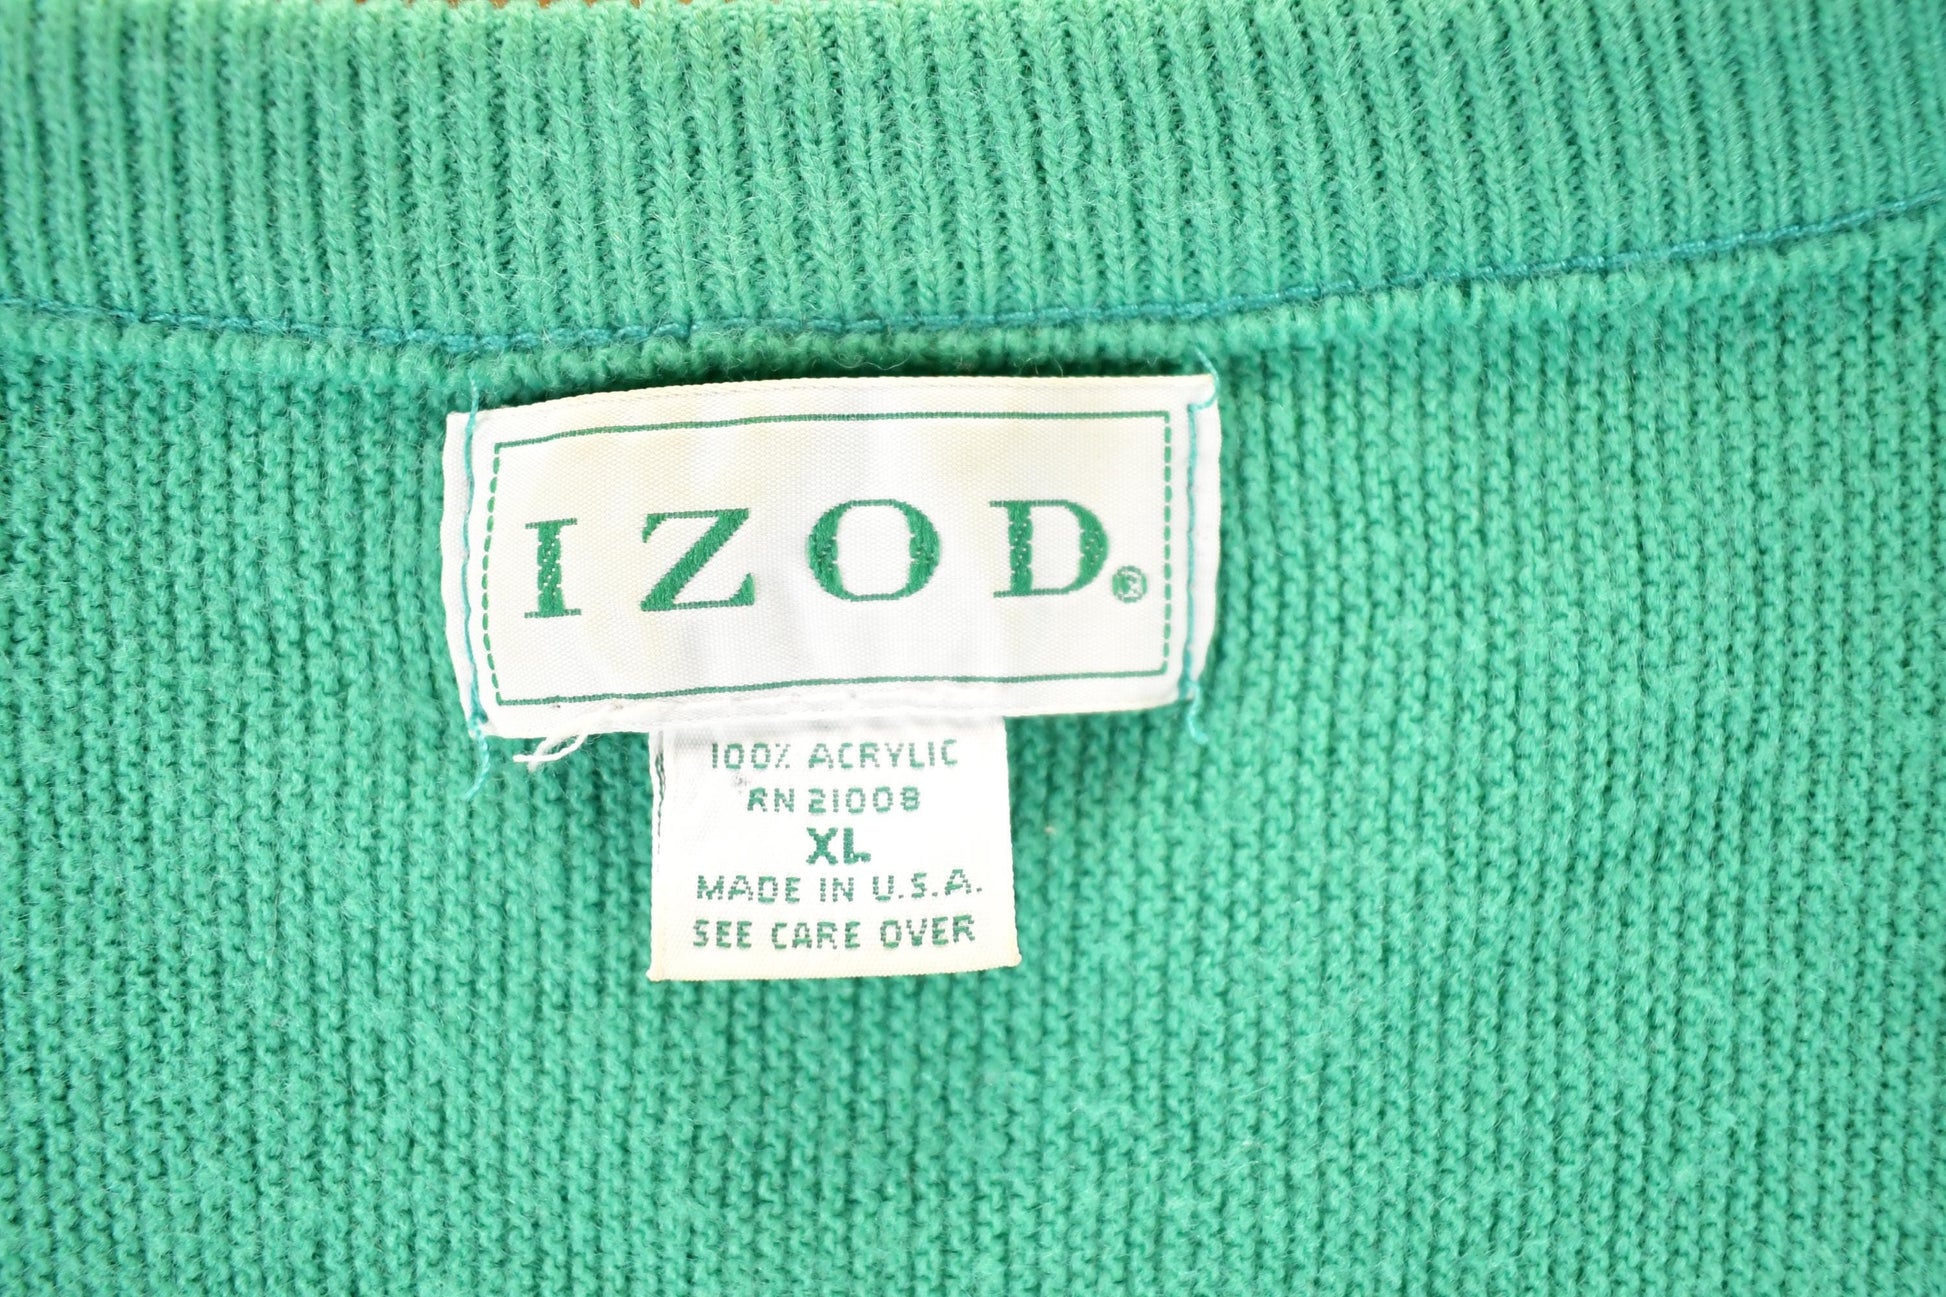 IZOD®
100% ACRYLIC
RN 21008
XL
MADE IN U.S.A.
SEE CARE OVER